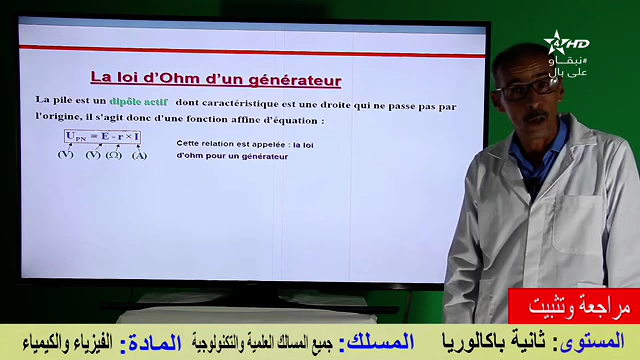 La loi d'Ohm d'un générateur
La pile est un dipôle actif dont caractéristique est une droite qui ne passe pas par
l'origine, il s'agit donc d'une fonction affine d'équation :
U PN = E - r × I
(V) (V) (Ω) (A)
Cette relation est appelée : la loi
d'ohm pour un générateur
HD
#نبقاو
على بال
مراجعة وتثبيت
المستوى: ثانية باكالوريا المسلك: جميع المسالك العلمية والتكنولوجية المادة: الفيزياء والكيمياء